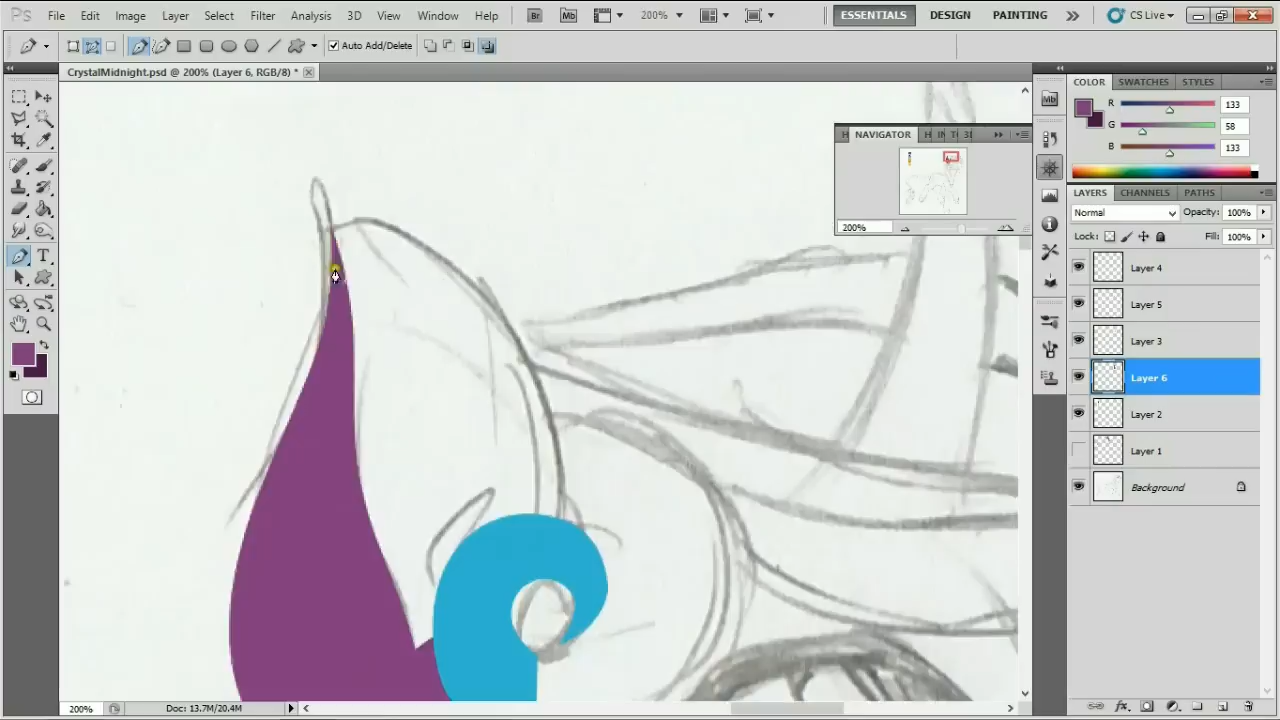 Ps File Edit Image Layer Select Filter Analysis 3D View Window Help Br Mb 200% ESSENTIALS DESIGN PAINTING CS Live
Auto Add/Delete
CrystalMidnight.psd @ 200% (Layer 6, RGB/8) *
COLOR SWATCHES STYLES
R 133
G 58
B 133
Mb
NAVIGATOR
200%
LAYERS CHANNELS PATHS
Normal Opacity: 100%
Lock: Fill: 100%
Layer 4
Layer 5
Layer 3
Layer 6
Layer 2
Layer 1
Background
200% Doc: 13.7M/20.4M